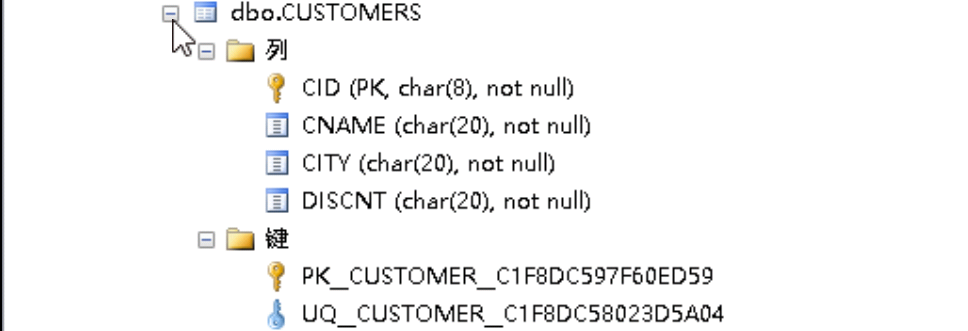 dbo.CUSTOMERS
列
CID (PK, char(8), not null)
CNAME (char(20), not null)
CITY (char(20), not null)
DISCNT (char(20), not null)
键
PK__CUSTOMER__C1F8DC597F60ED59
UQ__CUSTOMER__C1F8DC58023D5A04